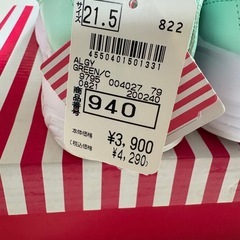 サイズ 21.5
822
4550401501331
ALGY
GREEN/C
9795 004027 79
0821 200240
商品番号 940
本体価格 ¥3,900
(税込価格) ¥4,290